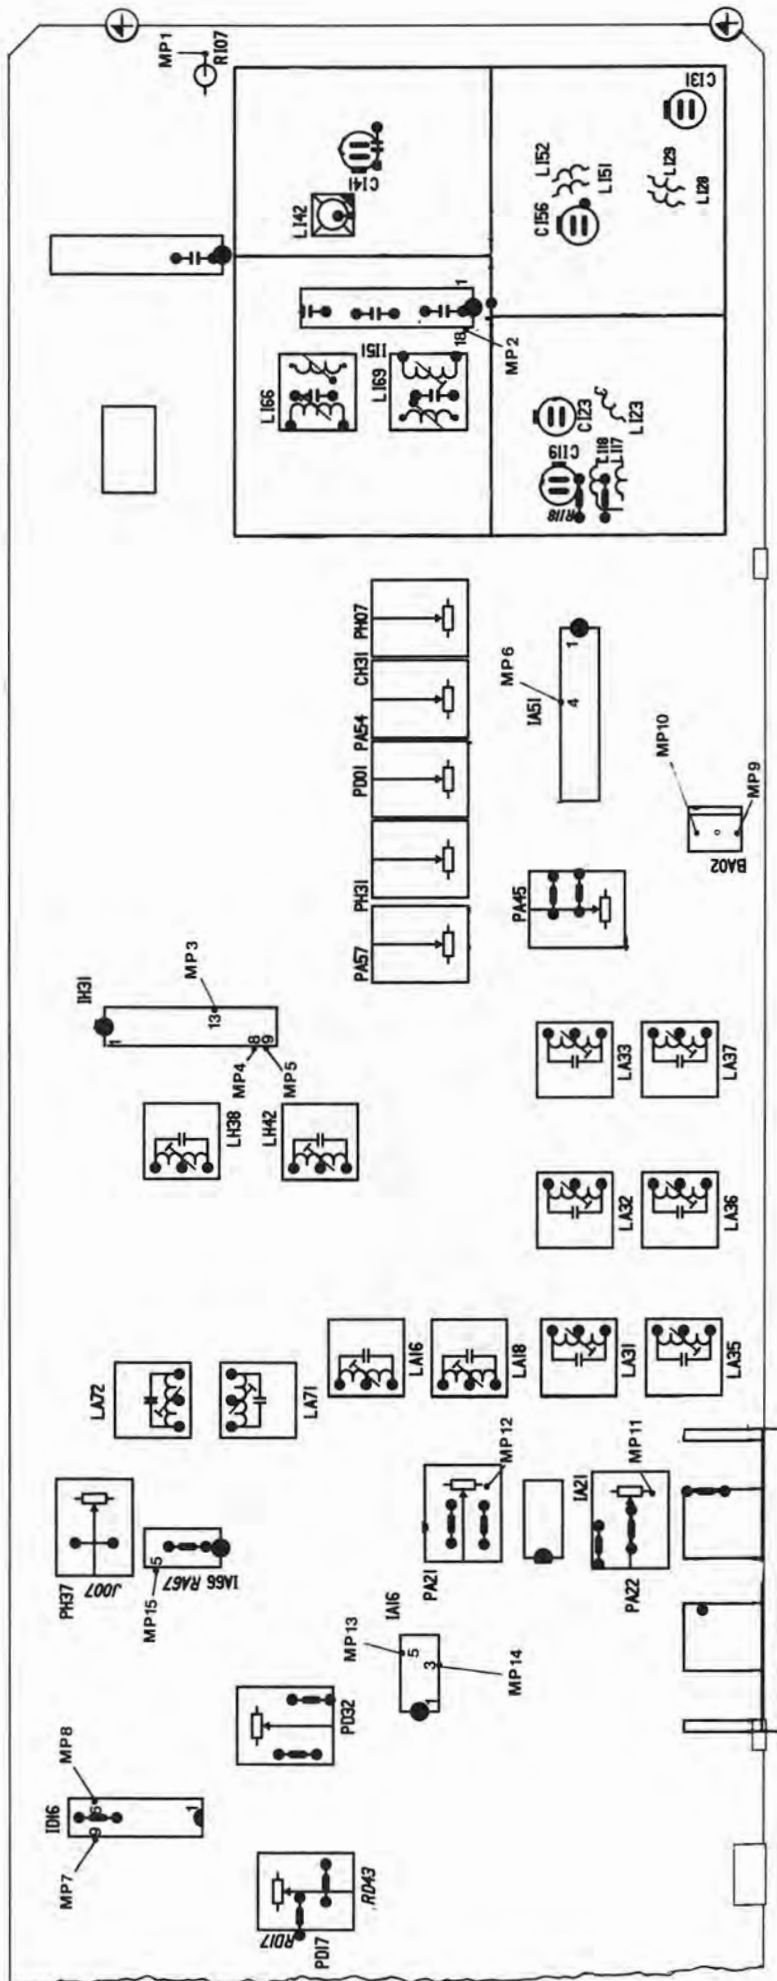 MP1
R107
C131
C141
L142
L152
L151
C156
L129
L128
1
18
I151
MP2
L166
L169
C123
L123
C119
R118
L118
L117
PH07
CH31
PA54
PD01
PH31
PA57
MP6
IA51
1
4
MP10
MP9
BA02
PA45
IH31
MP3
13
1
8
9
MP4
MP5
LH38
LH42
LA33
LA37
LA32
LA36
LA16
LA18
LA31
LA35
LA72
LA71
MP12
MP11
PA21
IA21
PA22
PH37
J007
5
MP15
IA66 RA67
IA16
MP13
5
3
1
MP14
PD32
MP8
ID16
16
9
1
MP7
RD43
RD17
PD17